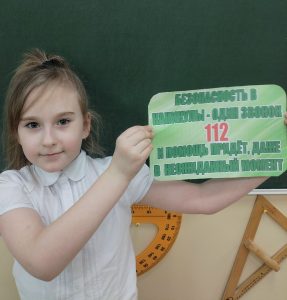 БЕЗОПАСНОСТЬ В
КАНИКУЛЫ - ОДИН ЗВОНОК
112
И ПОМОЩЬ ПРИДЁТ, ДАЖЕ
В НЕОЖИДАННЫЙ МОМЕНТ